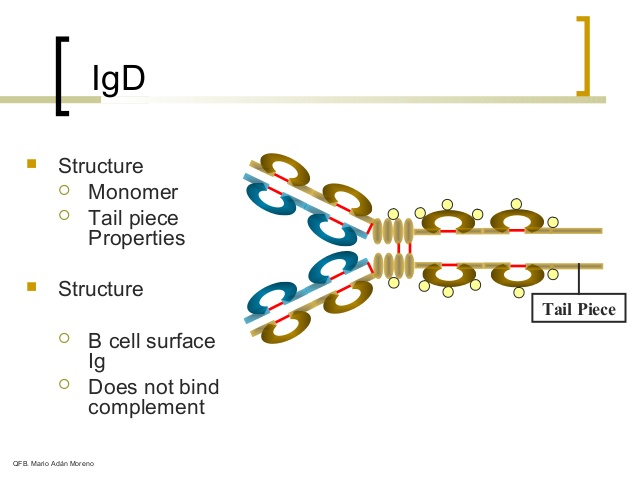 IgD
Structure
Monomer
Tail piece
Properties
Structure
B cell surface
Ig
Does not bind
complement
Tail Piece
QFB. Mario Adán Moreno